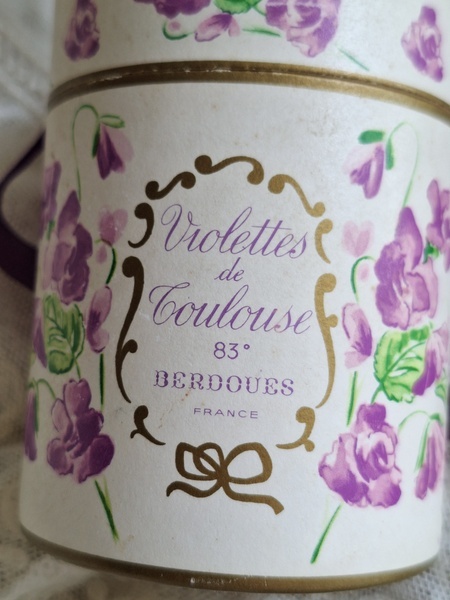 Violettes
de
Toulouse
83°
BERDOUES
FRANCE